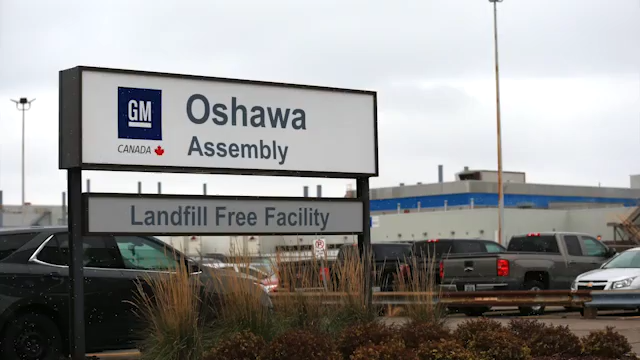 GM
CANADA
Oshawa
Assembly
Landfill Free Facility